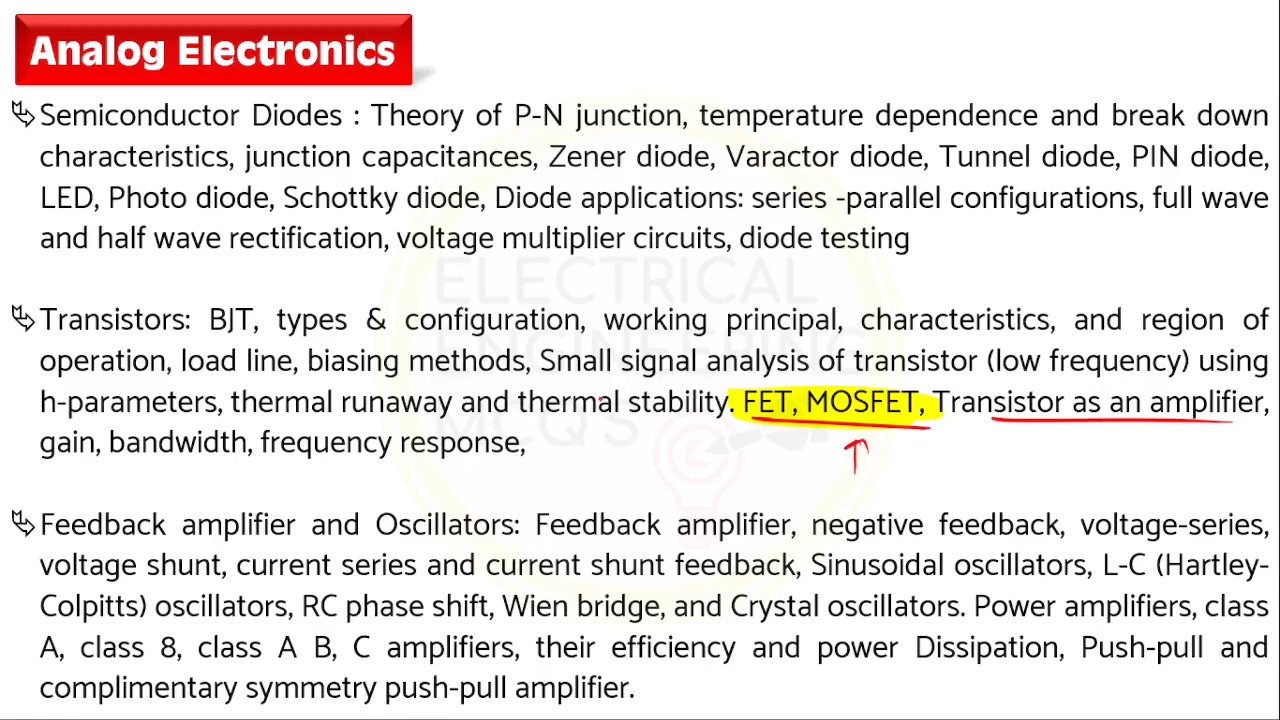 Analog Electronics
Semiconductor Diodes : Theory of P-N junction, temperature dependence and break down
characteristics, junction capacitances, Zener diode, Varactor diode, Tunnel diode, PIN diode,
LED, Photo diode, Schottky diode, Diode applications: series -parallel configurations, full wave
and half wave rectification, voltage multiplier circuits, diode testing
ELECTRICAL
Transistors: BJT, types & configuration, working principal, characteristics, and region of
ENGINEERING
operation, load line, biasing methods, Small signal analysis of transistor (low frequency) using
h-parameters, thermal runaway and thermal stability. FET, MOSFET, Transistor as an amplifier,
MCQ'S
gain, bandwidth, frequency response,
Feedback amplifier and Oscillators: Feedback amplifier, negative feedback, voltage-series,
voltage shunt, current series and current shunt feedback, Sinusoidal oscillators, L-C (Hartley-
Colpitts) oscillators, RC phase shift, Wien bridge, and Crystal oscillators. Power amplifiers, class
A, class 8, class A B, C amplifiers, their efficiency and power Dissipation, Push-pull and
complimentary symmetry push-pull amplifier.